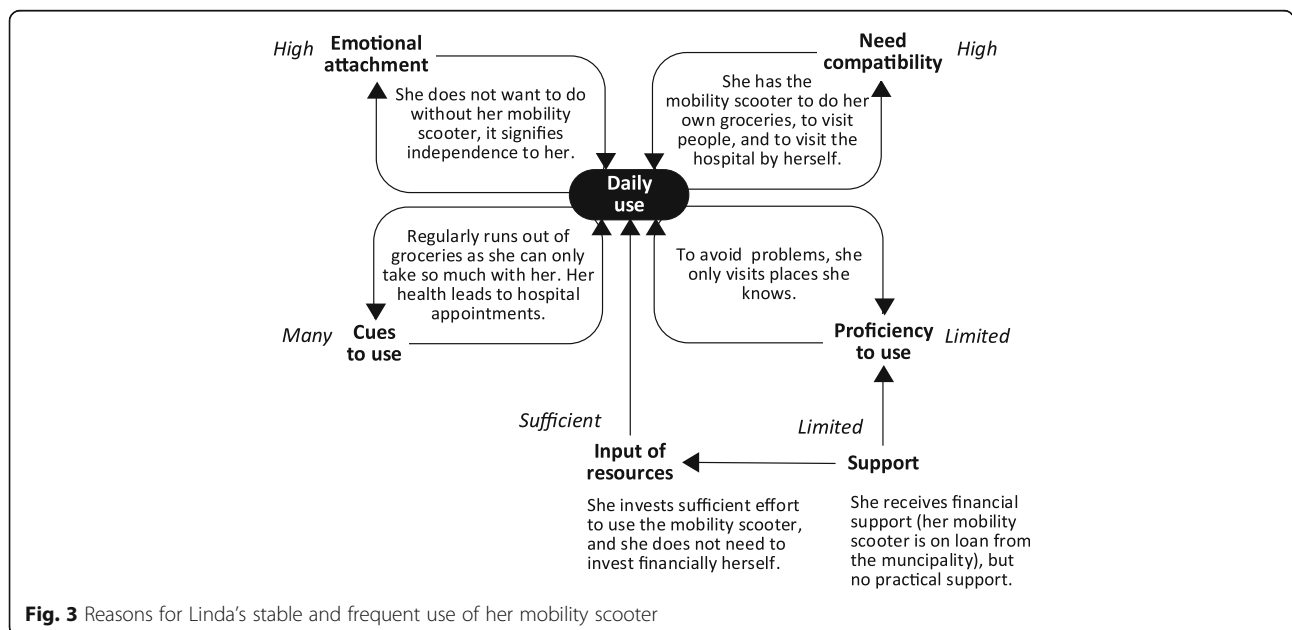 High
Emotional
attachment
She does not want to do
without her mobility
scooter, it signifies
independence to her.
Need
compatibility
High
She has the
mobility scooter to do her
own groceries, to visit
people, and to visit the
hospital by herself.
Daily
use
Regularly runs out of
groceries as she can only
take so much with her. Her
health leads to hospital
appointments.
Many
Cues
to use
To avoid problems, she
only visits places she
knows.
Proficiency
to use
Limited
Sufficient
Input of
resources
She invests sufficient effort
to use the mobility scooter,
and she does not need to
invest financially herself.
Limited
Support
She receives financial
support (her mobility
scooter is on loan from
the muncipality), but
no practical support.
Fig. 3 Reasons for Linda's stable and frequent use of her mobility scooter